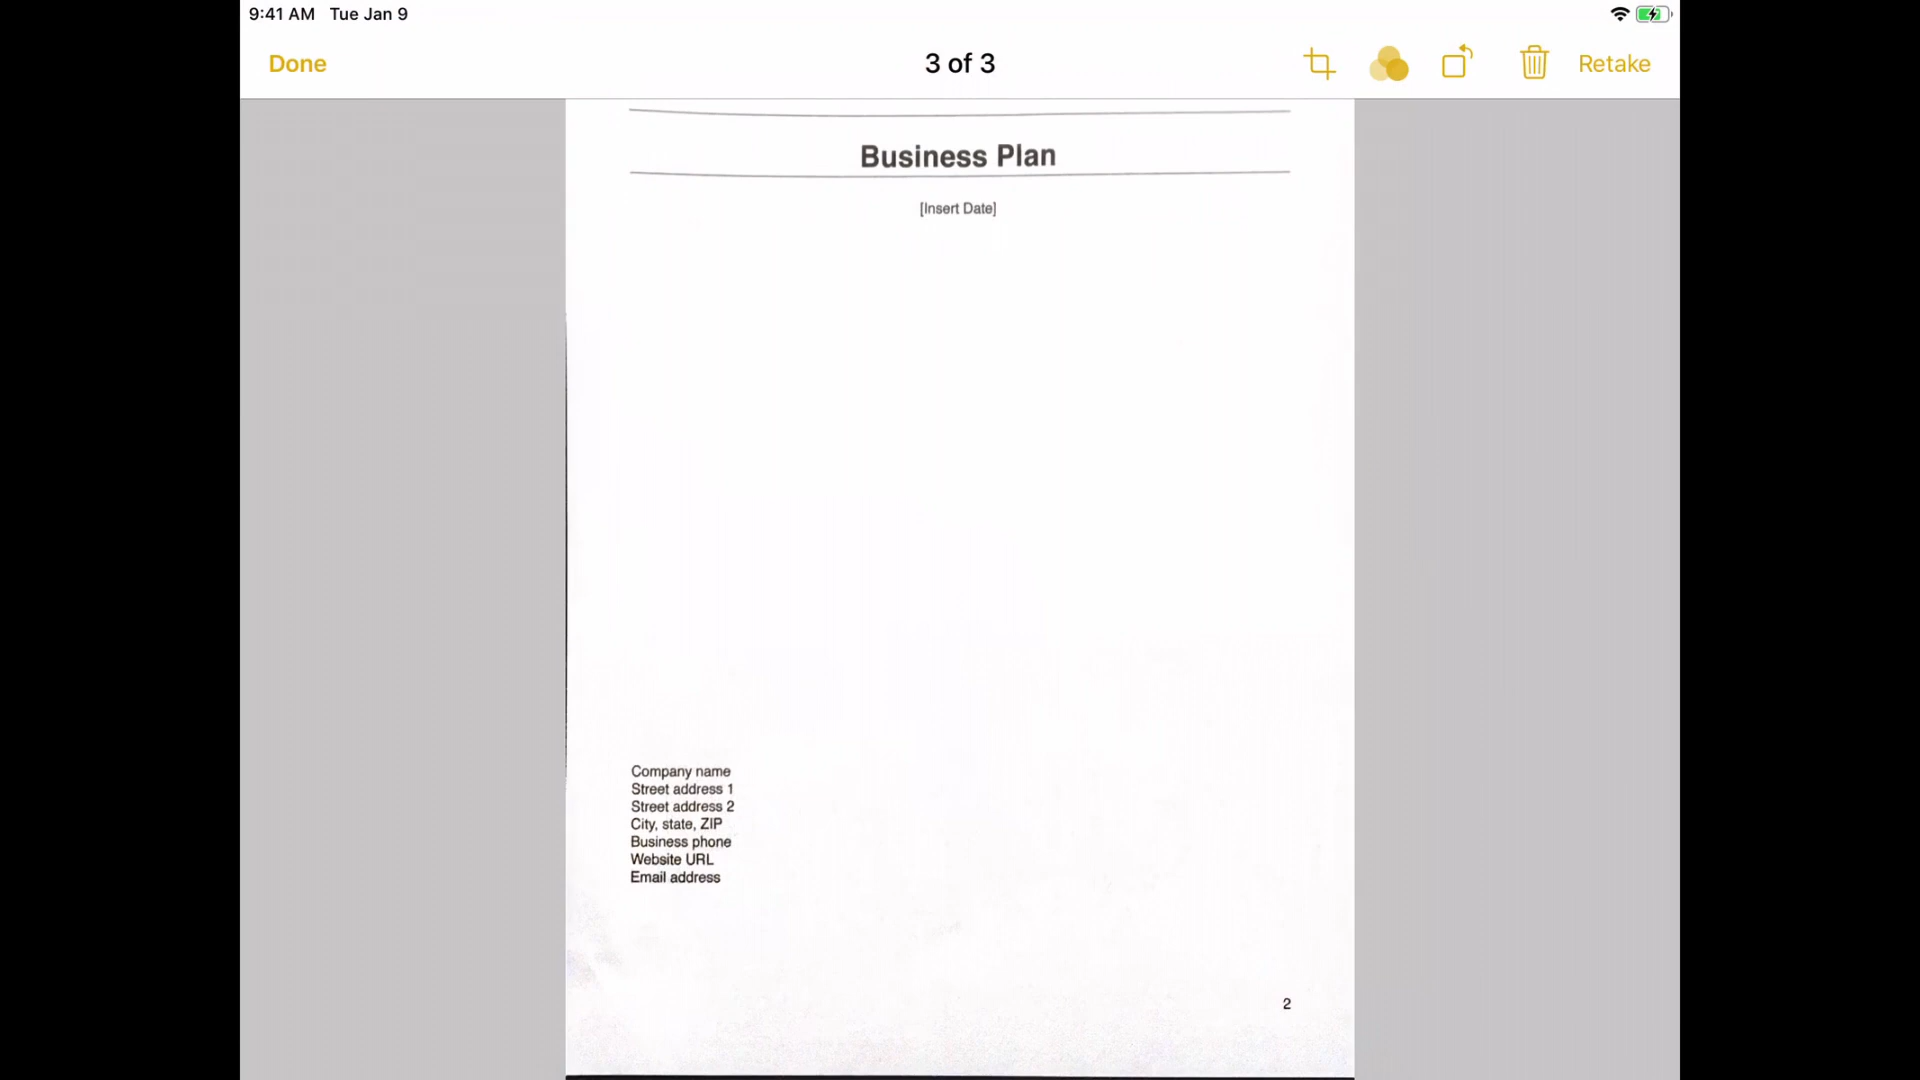 9:41 AM Tue Jan 9
Done
3 of 3
Retake
Business Plan
[Insert Date]
Company name
Street address 1
Street address 2
City, state, ZIP
Business phone
Website URL
Email address
2